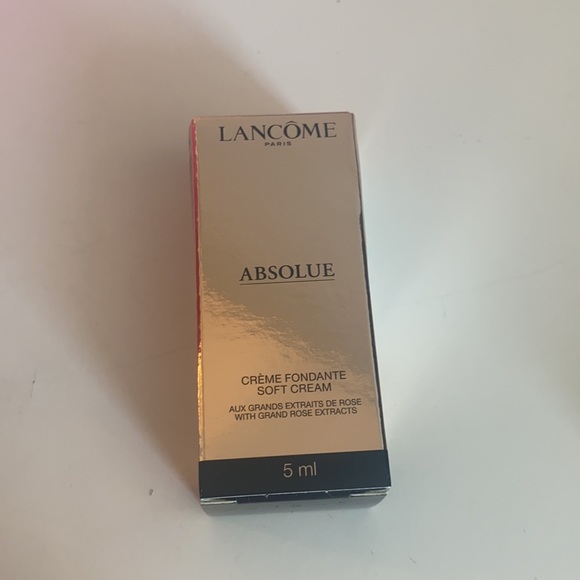 LANCÔME
PARIS
ABSOLUE
CRÈME FONDANTE
SOFT CREAM
AUX GRANDS EXTRAITS DE ROSE
WITH GRAND ROSE EXTRACTS
5 ml